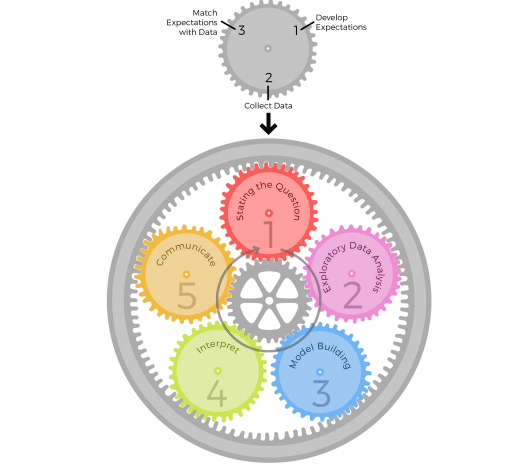 Match
Expectations
with Data
3
1
Develop
Expectations
2
Collect Data
Stating the Question
1
Exploratory Data Analysis
2
Model Building
3
Interpret
4
Communicate
5